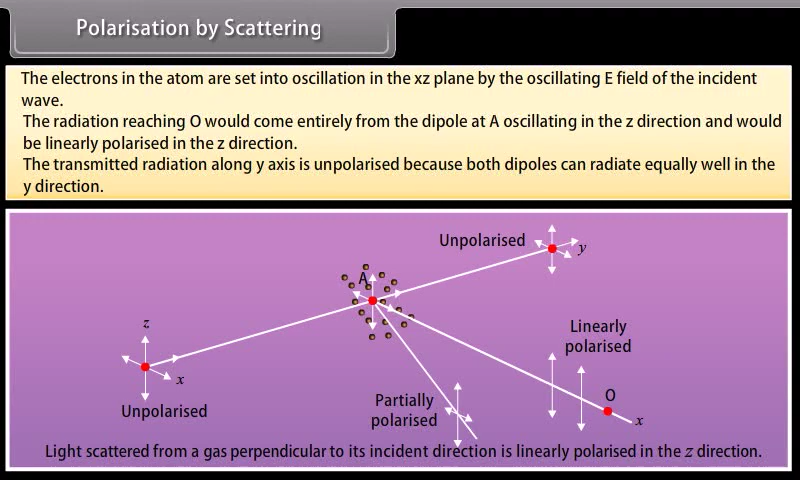 Polarisation by Scattering
The electrons in the atom are set into oscillation in the xz plane by the oscillating E field of the incident
wave.
The radiation reaching O would come entirely from the dipole at A oscillating in the z direction and would
be linearly polarised in the z direction.
The transmitted radiation along y axis is unpolarised because both dipoles can radiate equally well in the
y direction.
Unpolarised
y
A
z
x
Unpolarised
Linearly
polarised
Partially
polarised
O
x
Light scattered from a gas perpendicular to its incident direction is linearly polarised in the z direction.